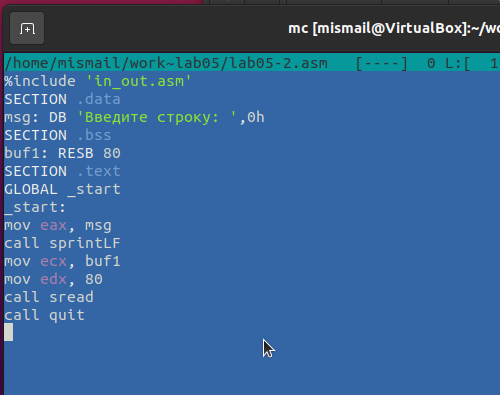 mc [mismail@VirtualBox]:~/wo
/home/mismail/work~lab05/lab05-2.asm [----] 0 L:[ 1
%include 'in_out.asm'
SECTION .data
msg: DB 'Введите строку: ',0h
SECTION .bss
buf1: RESB 80
SECTION .text
GLOBAL _start
_start:
mov eax, msg
call sprintLF
mov ecx, buf1
mov edx, 80
call sread
call quit